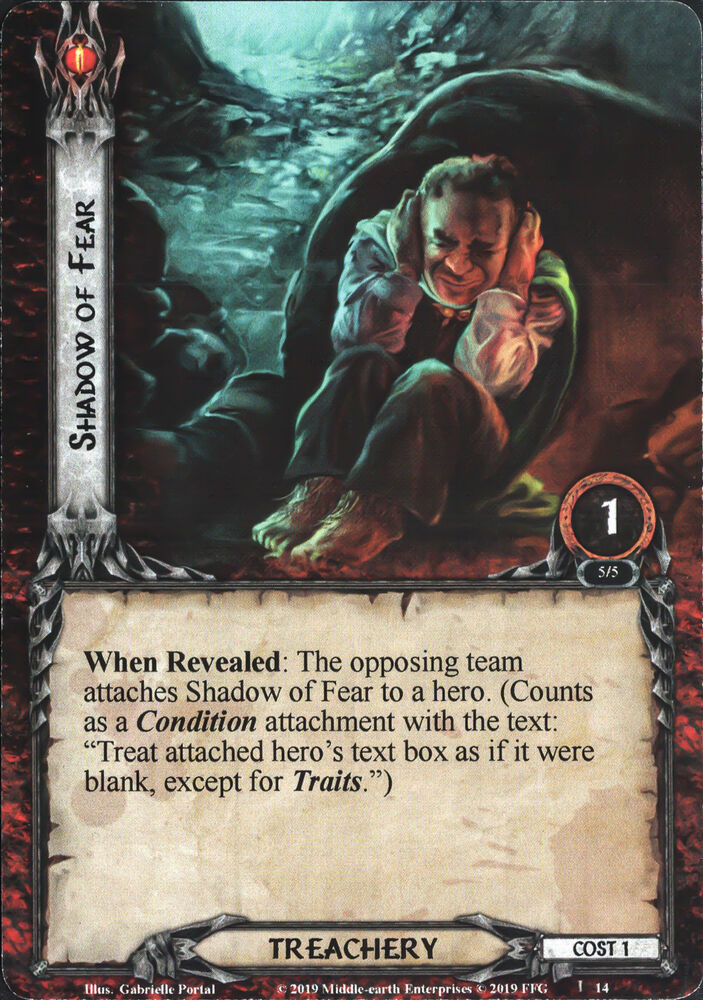 SHADOW OF FEAR
1
5/5
When Revealed: The opposing team
attaches Shadow of Fear to a hero. (Counts
as a Condition attachment with the text:
“Treat attached hero’s text box as if it were
blank, except for Traits.”)
TREACHERY
COST 1
Illus. Gabrielle Portal
© 2019 Middle-earth Enterprises © 2019 FFG
14